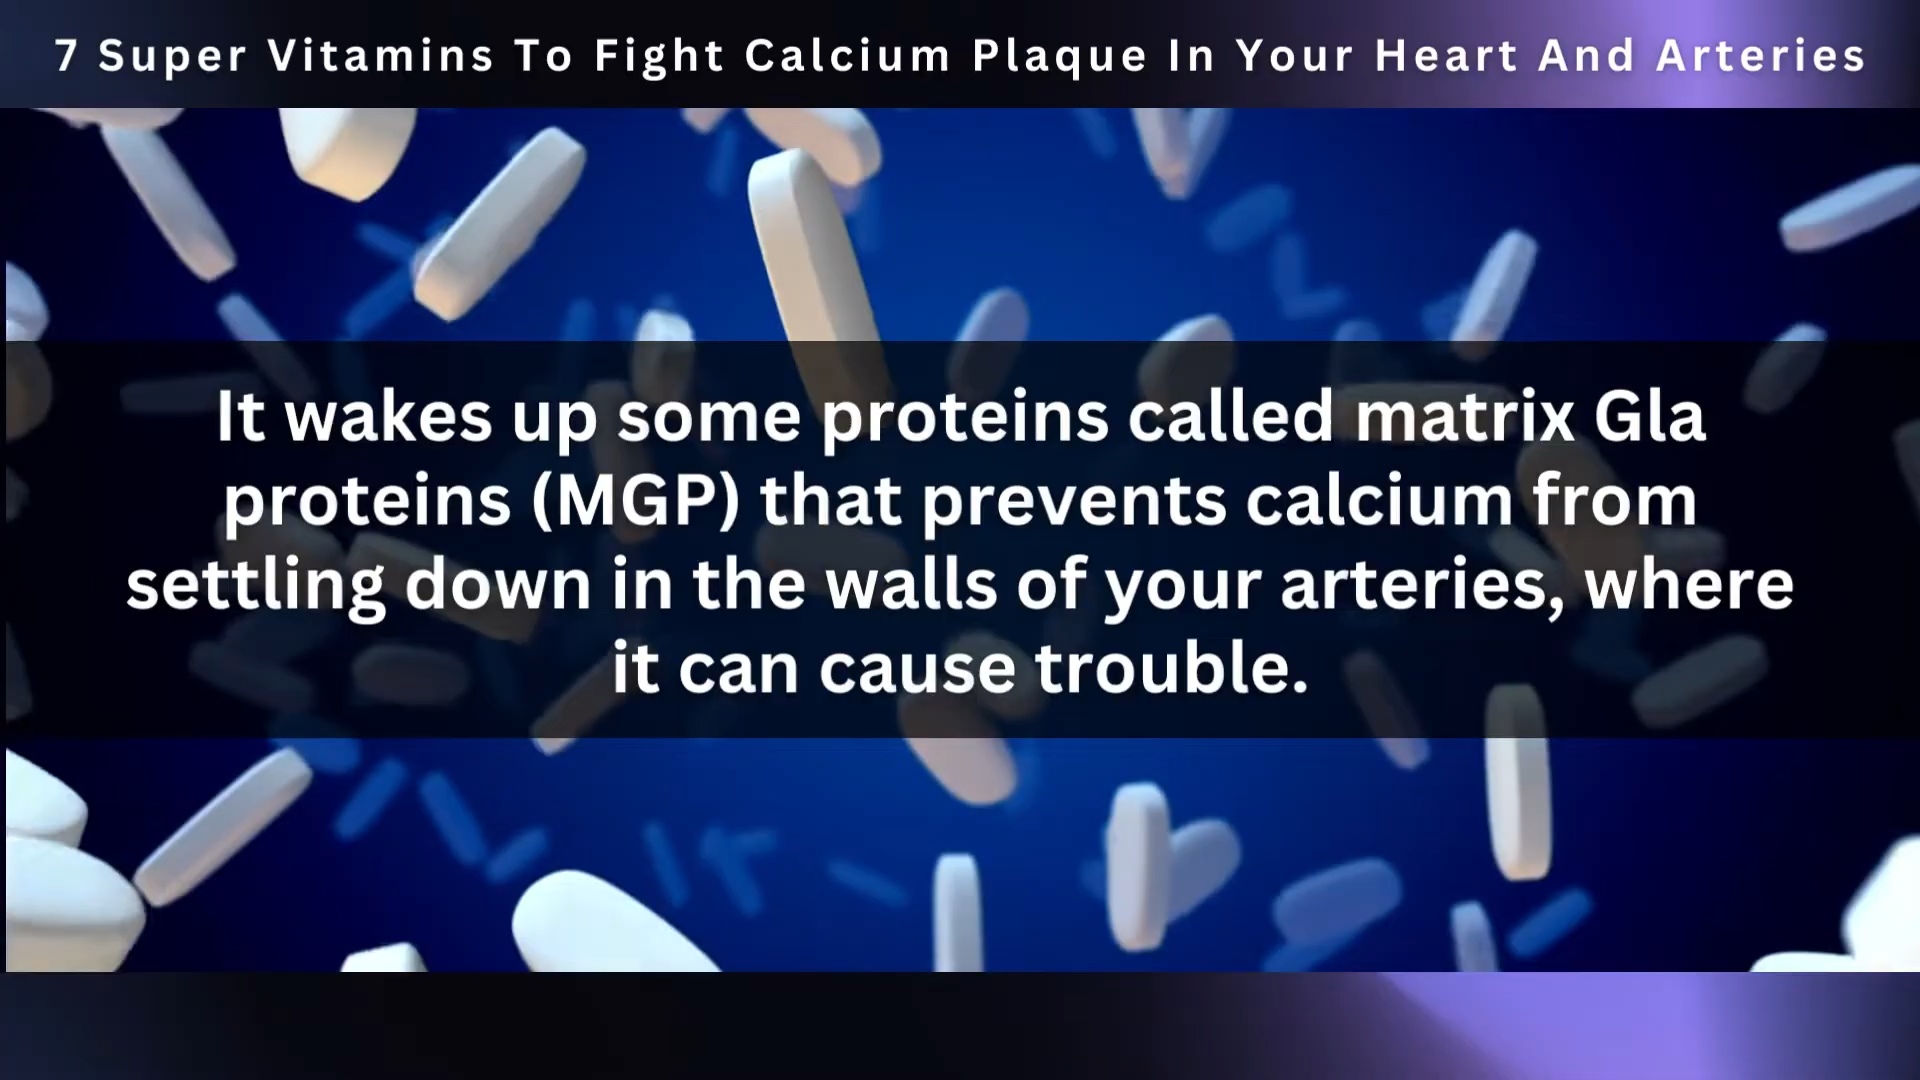 7 Super Vitamins To Fight Calcium Plaque In Your Heart And Arteries
It wakes up some proteins called matrix Gla
proteins (MGP) that prevents calcium from
settling down in the walls of your arteries, where
it can cause trouble.